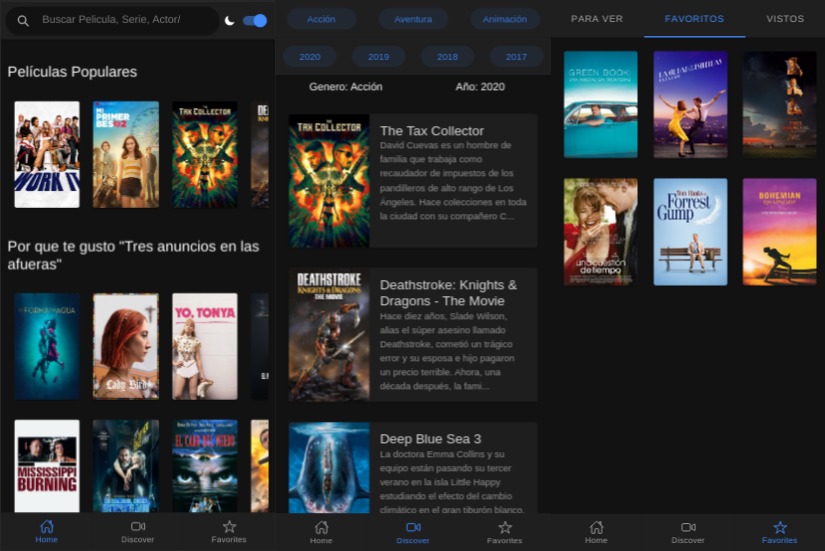 Buscar Pelicula, Serie, Actor/
Películas Populares
WORK IT
MI
PRIMER
BESO2
THE
TAX COLLECTOR
Por que te gusto "Tres anuncios en las
afueras"
LA FORMA DEL AGUA
Lady Bird
YO, TONYA
MISSISSIPPI
BURNING
EL CABO DEL MIEDO
Home
Discover
Favorites
Acción
Aventura
Animación
2020
2019
2018
2017
Genero: Acción
Año: 2020
THE
TAX COLLECTOR
The Tax Collector
David Cuevas es un hombre de
familia que trabaja como
recaudador de impuestos de los
pandilleros de alto rango de Los
Ángeles. Hace colecciones en toda
la ciudad con su compañero C...
DEATHSTROKE
KNIGHTS & DRAGONS
THE MOVIE
Deathstroke: Knights &
Dragons - The Movie
Hace diez años, Slade Wilson,
alias el súper asesino llamado
Deathstroke, cometió un trágico
error y su esposa e hijo pagaron
un precio terrible. Ahora, una
década después, la fami...
Deep Blue Sea 3
La doctora Emma Collins y su
equipo están pasando su tercer
verano en la isla Little Happy
estudiando el efecto del cambio
climático en el gran tiburón blanco.
Home
Discover
Favorites
PARA VER
FAVORITOS
VISTOS
GREEN BOOK
una cuestión
de tiempo
Tom Hanks is
Forrest
Gump
BOHEMIAN
RHAPSODY
Home
Discover
Favorites